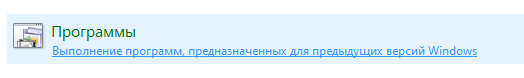 Программы
Выполнение программ, предназначенных для предыдущих версий Windows